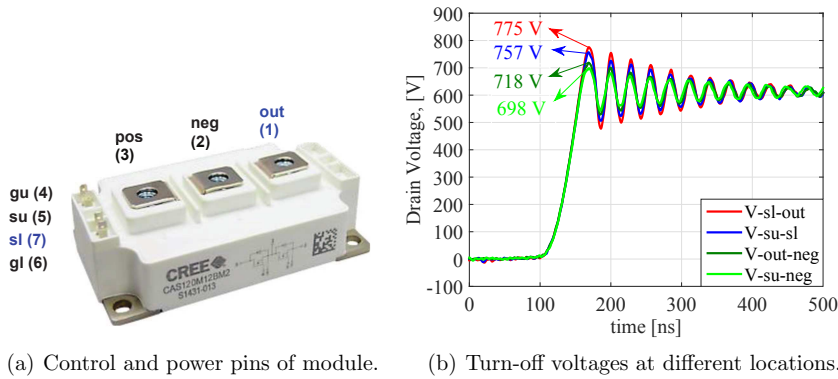 out
(1)
neg
(2)
pos
(3)
gu (4)
su (5)
sl (7)
gl (6)
CREE
CAS120M12BM2
S1431-013
(a) Control and power pins of module.
900
800
700
600
500
400
300
200
100
0
-100
Drain Voltage, [V]
775 V
757 V
718 V
698 V
V-sl-out
V-su-sl
V-out-neg
V-su-neg
0 100 200 300 400 500
time [ns]
(b) Turn-off voltages at different locations.